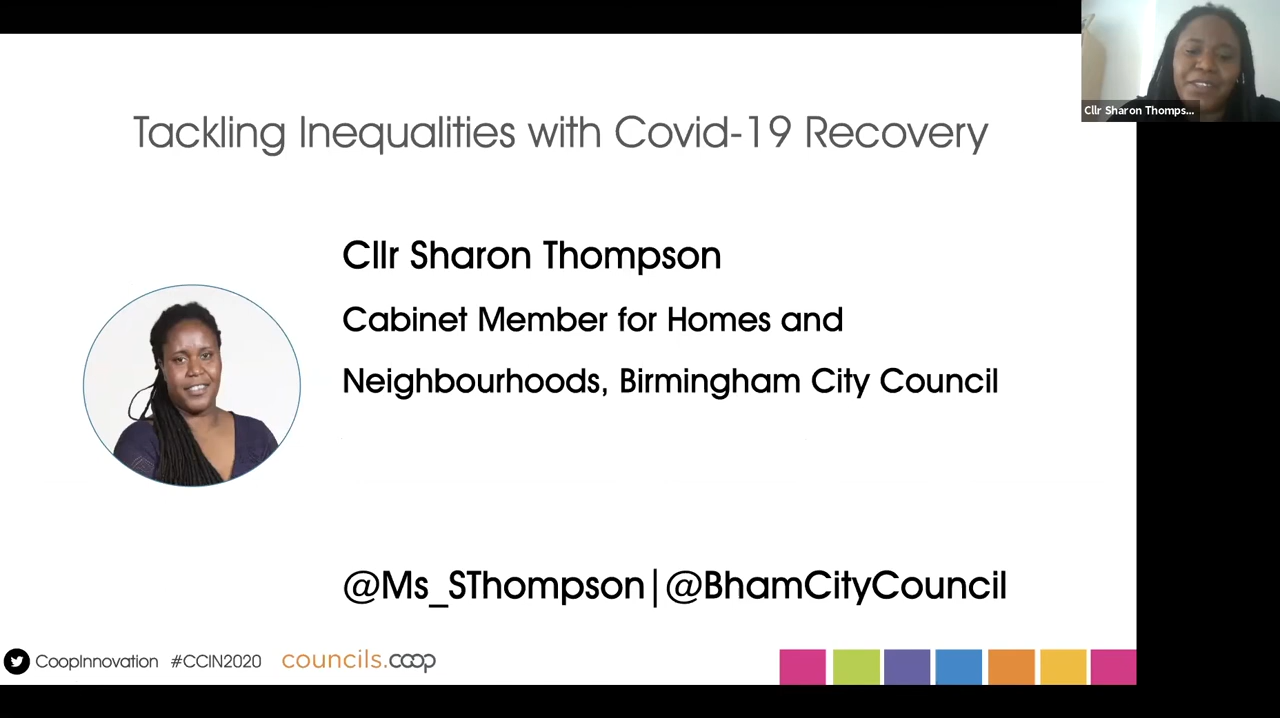 Cllr Sharon Thomps...
Tackling Inequalities with Covid-19 Recovery
Cllr Sharon Thompson
Cabinet Member for Homes and
Neighbourhoods, Birmingham City Council
@Ms_SThompson|@BhamCityCouncil
CoopInnovation #CCIN2020 councils.coop